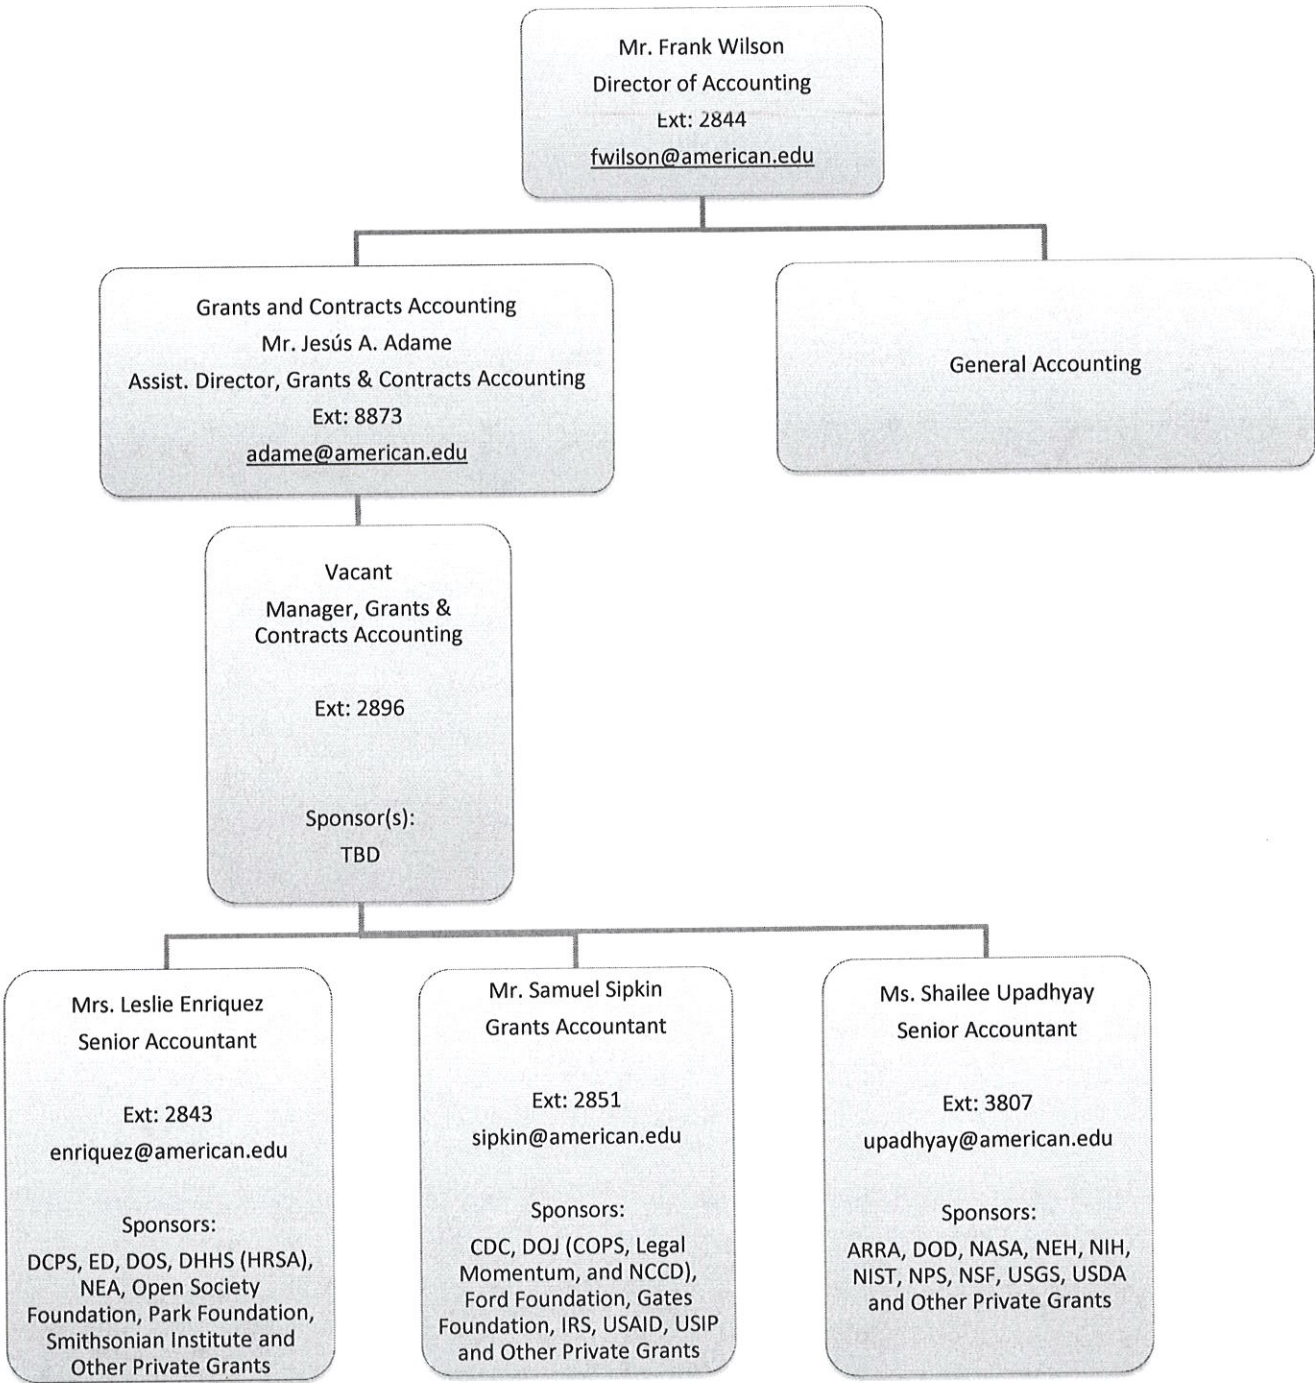 Mr. Frank Wilson
Director of Accounting
Ext: 2844
fwilson@american.edu
Grants and Contracts Accounting
Mr. Jesús A. Adame
Assist. Director, Grants & Contracts Accounting
Ext: 8873
adame@american.edu
General Accounting
Vacant
Manager, Grants &
Contracts Accounting
Ext: 2896
Sponsor(s):
TBD
Mrs. Leslie Enriquez
Senior Accountant
Ext: 2843
enriquez@american.edu
Sponsors:
DCPS, ED, DOS, DHHS (HRSA),
NEA, Open Society
Foundation, Park Foundation,
Smithsonian Institute and
Other Private Grants
Mr. Samuel Sipkin
Grants Accountant
Ext: 2851
sipkin@american.edu
Sponsors:
CDC, DOJ (COPS, Legal
Momentum, and NCCD),
Ford Foundation, Gates
Foundation, IRS, USAID, USIP
and Other Private Grants
Ms. Shailee Upadhyay
Senior Accountant
Ext: 3807
upadhyay@american.edu
Sponsors:
ARRA, DOD, NASA, NEH, NIH,
NIST, NPS, NSF, USGS, USDA
and Other Private Grants